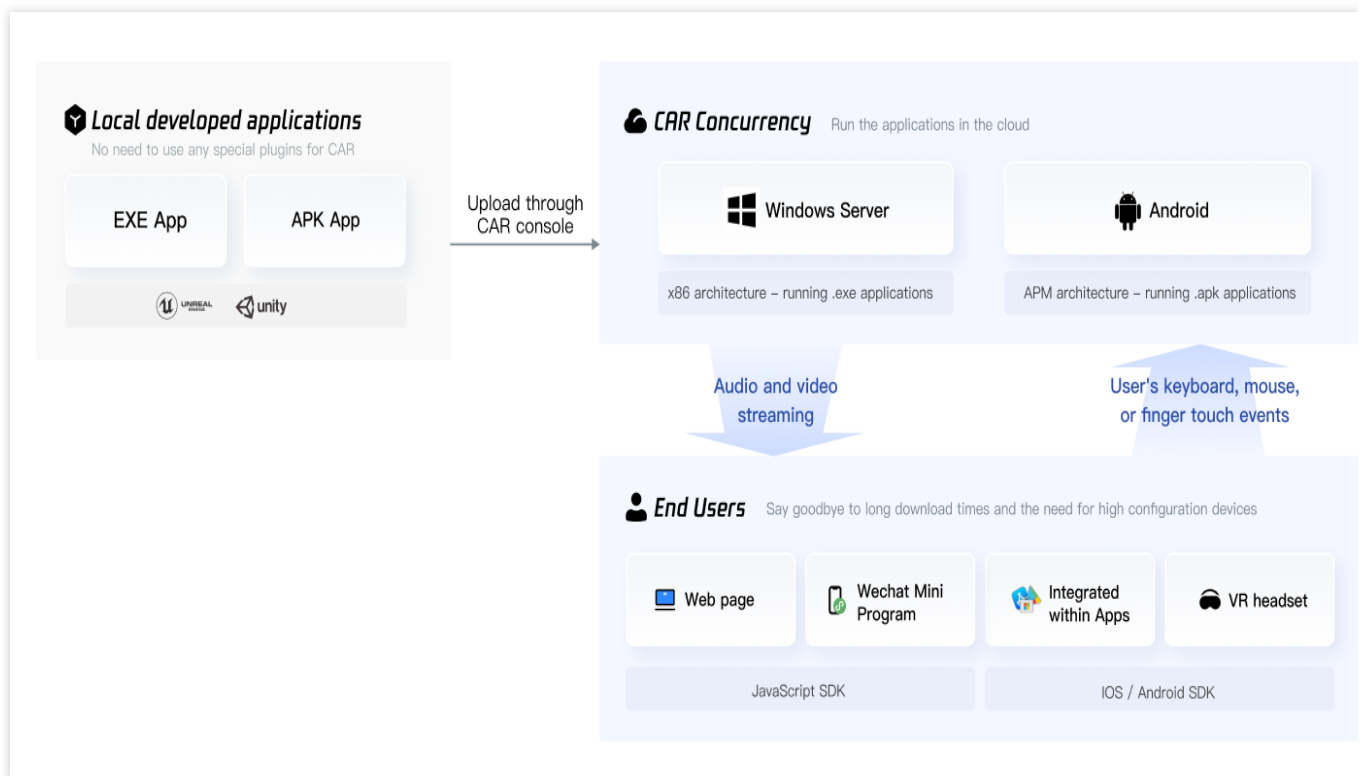 Local developed applications
No need to use any special plugins for CAR
EXE App
APK App
UNREAL
ENGINE
unity
Upload through
CAR console
CAR Concurrency
Run the applications in the cloud
Windows Server
Android
x86 architecture – running .exe applications
APM architecture – running .apk applications
Audio and video
streaming
User's keyboard, mouse,
or finger touch events
End Users
Say goodbye to long download times and the need for high configuration devices
Web page
Wechat Mini
Program
Integrated
within Apps
VR headset
JavaScript SDK
IOS / Android SDK